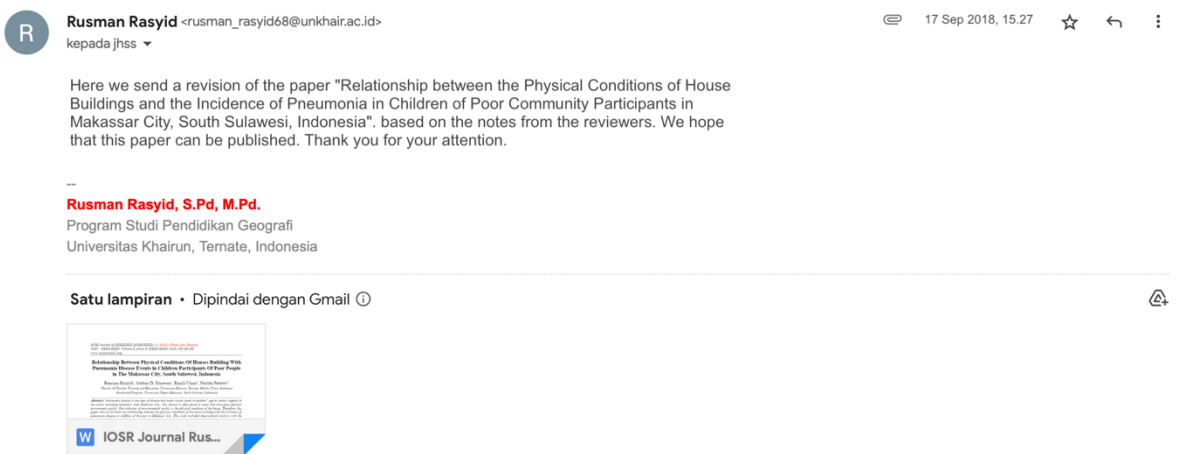 R
Rusman Rasyid <rusman_rasyid68@unkhair.ac.id>
17 Sep 2018, 15.27
kepada jhss
Here we send a revision of the paper "Relationship between the Physical Conditions of House
Buildings and the Incidence of Pneumonia in Children of Poor Community Participants in
Makassar City, South Sulawesi, Indonesia". based on the notes from the reviewers. We hope
that this paper can be published. Thank you for your attention.
--
Rusman Rasyid, S.Pd, M.Pd.
Program Studi Pendidikan Geografi
Universitas Khairun, Ternate, Indonesia
Satu lampiran • Dipindai dengan Gmail
Relationship Between Physical Conditions Of Houses Building With
Pneumonia Disease Events in Children Participants Of Poor People
in The Makassar City, South Sulawesi, Indonesia
W IOSR Journal Rus...